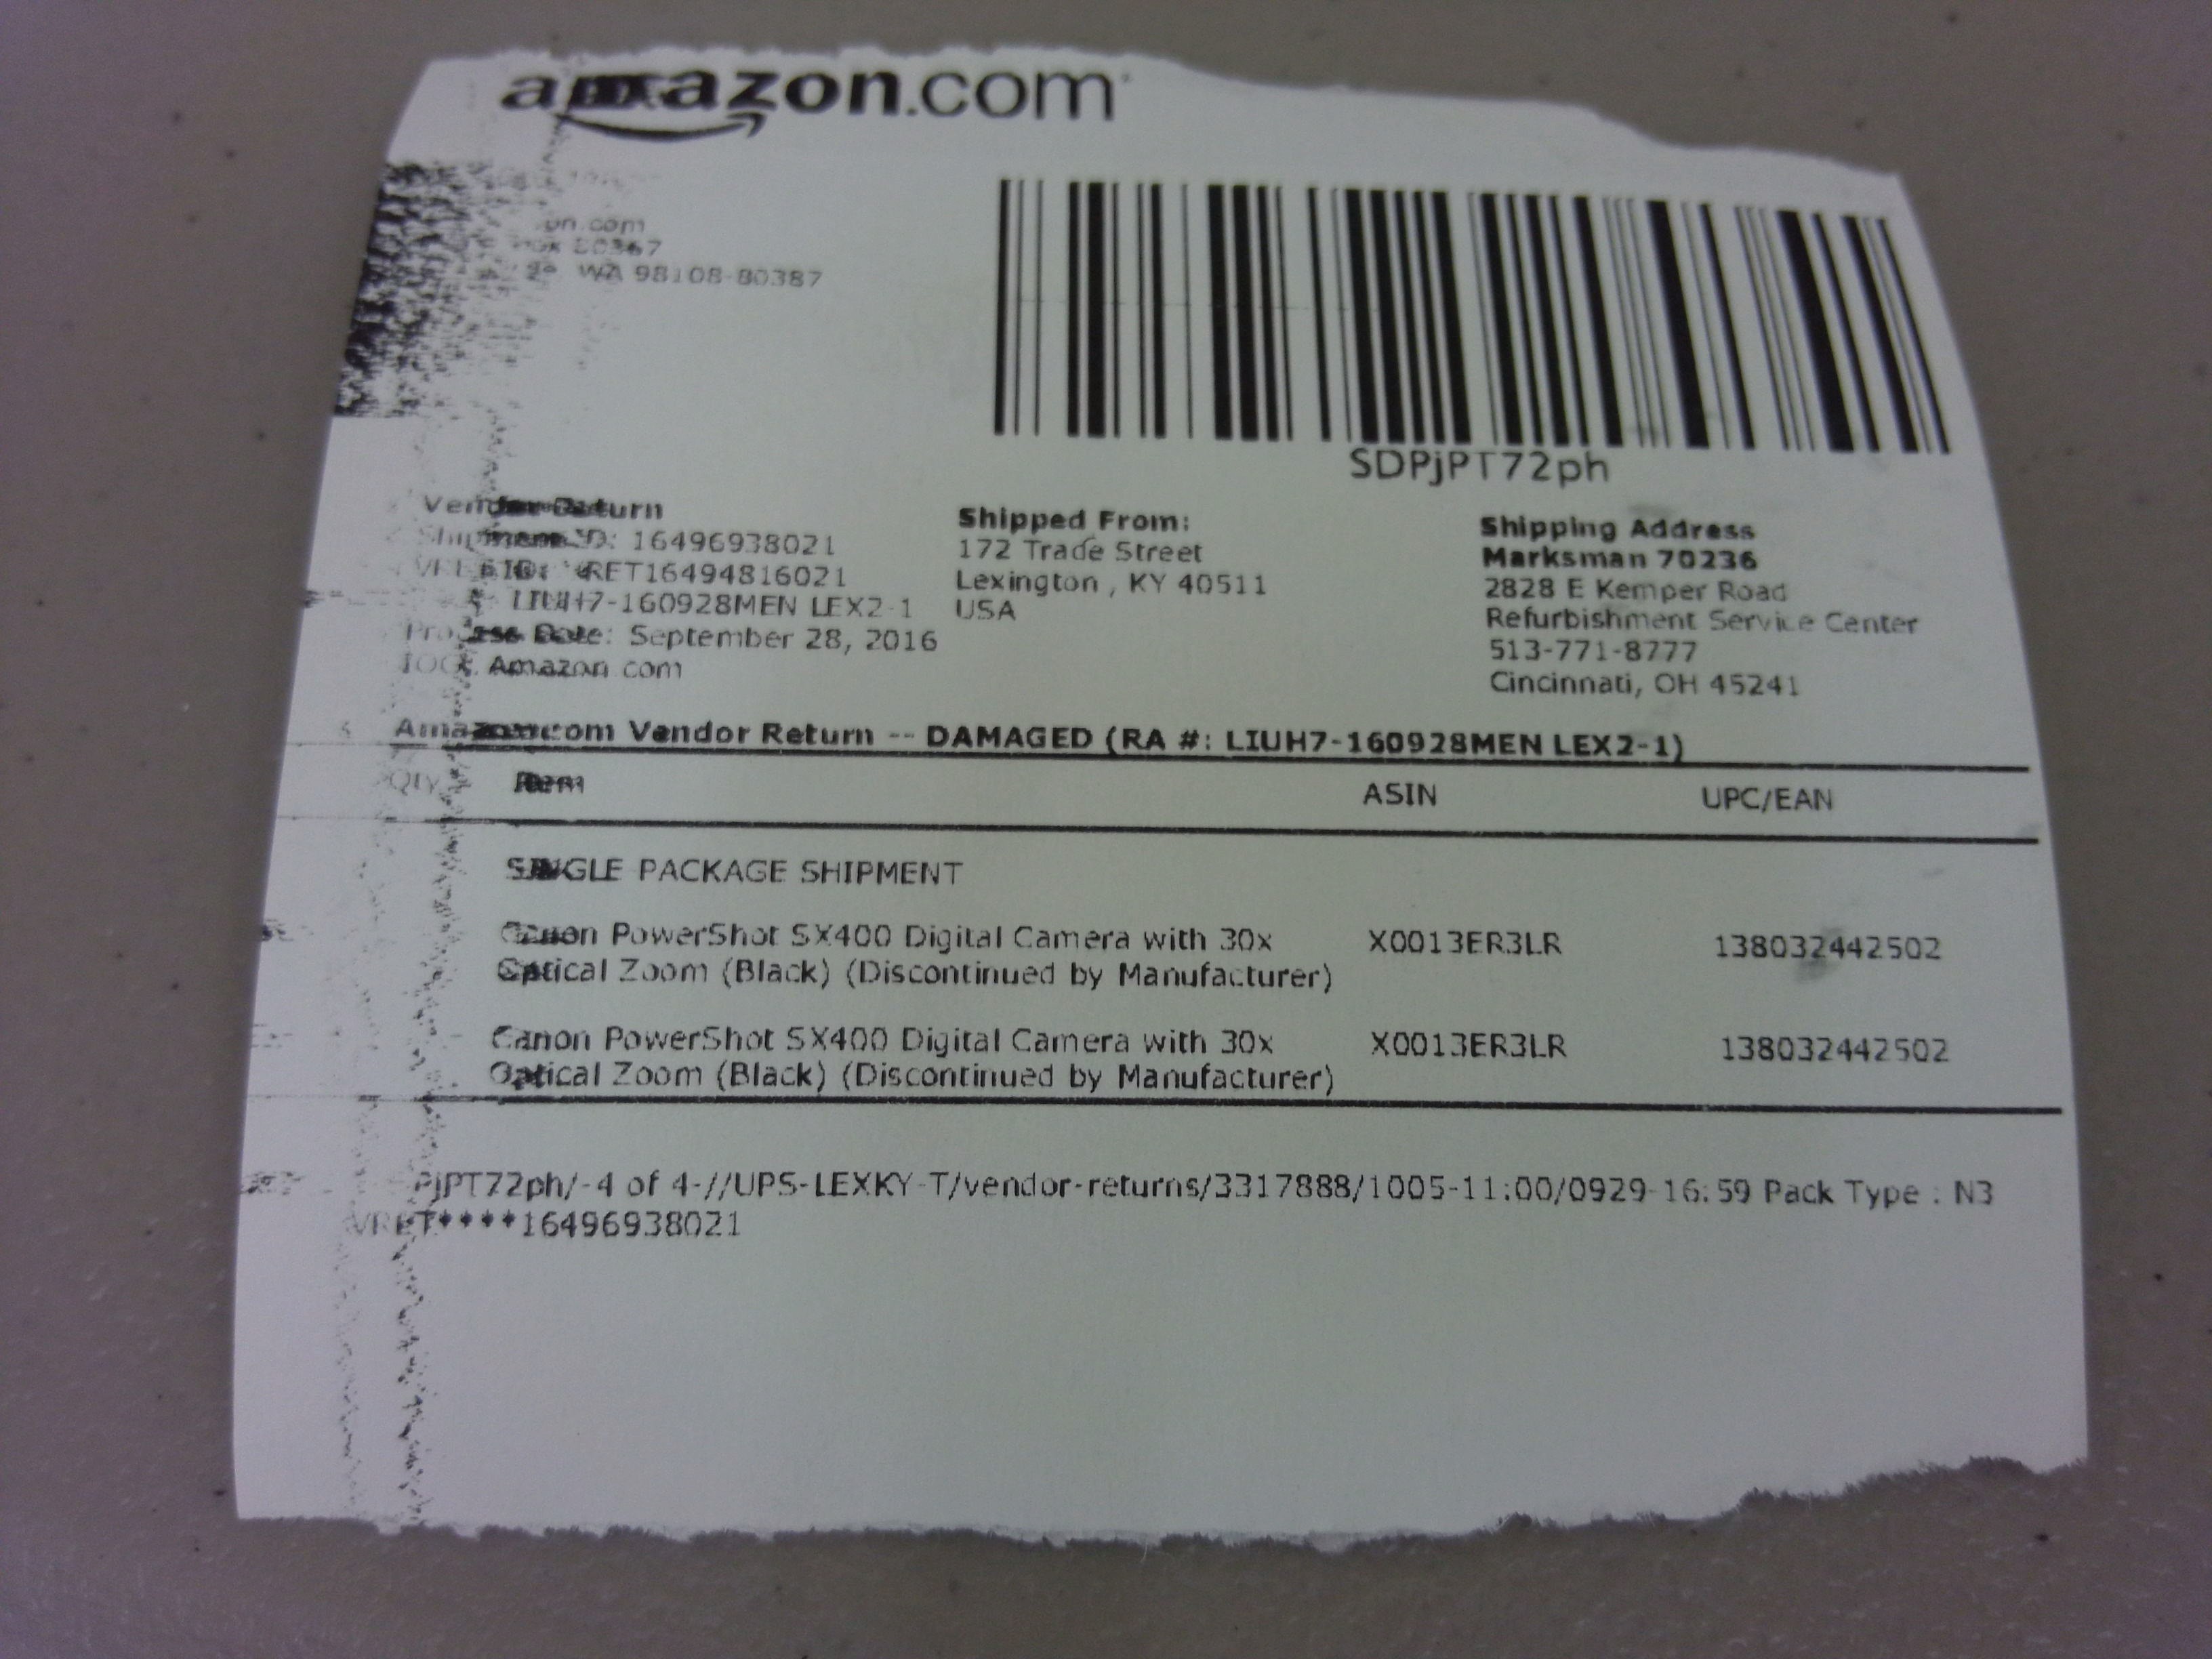 amazon.com
WA 98108-80387
SDPjPT72ph
Vendor Return
Shipment ID: 16496938021
RET16494816021
LIUH7-160928MEN LEX2-1
Process Date: September 28, 2016
Amazon.com
Shipped From:
172 Trade Street
Lexington , KY 40511
USA
Shipping Address
Marksman 70236
2828 E Kemper Road
Refurbishment Service Center
513-771-8777
Cincinnati, OH 45241
Amazon.com Vendor Return -- DAMAGED (RA #: LIUH7-160928MEN LEX2-1)
Qty Item ASIN UPC/EAN
SINGLE PACKAGE SHIPMENT
Canon PowerShot SX400 Digital Camera with 30x X0013ER3LR 138032442502
Optical Zoom (Black) (Discontinued by Manufacturer)
Canon PowerShot SX400 Digital Camera with 30x X0013ER3LR 138032442502
Optical Zoom (Black) (Discontinued by Manufacturer)
PjPT72ph/-4 of 4-//UPS-LEXKY-T/vendor-returns/3317888/1005-11:00/0929-16:59 Pack Type : N3
VRET****16496938021